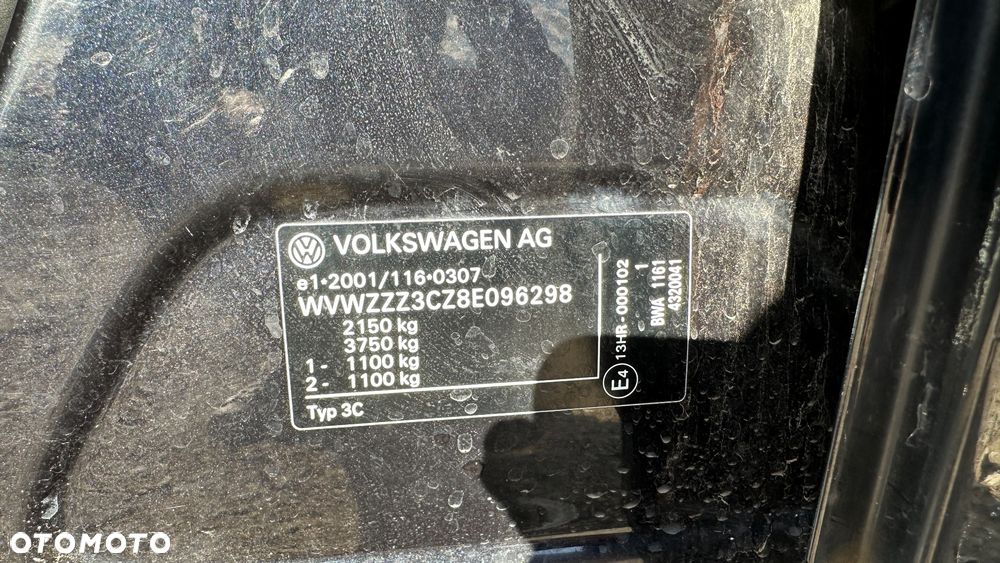 VOLKSWAGEN AG
e1•2001/116•0307
WVWZZZ3CZ8E096298
2150 kg
3750 kg
1 - 1100 kg
2 - 1100 kg
Typ 3C
E4 13HR - 000102
1
BWA 1161
4320041
OTOMOTO